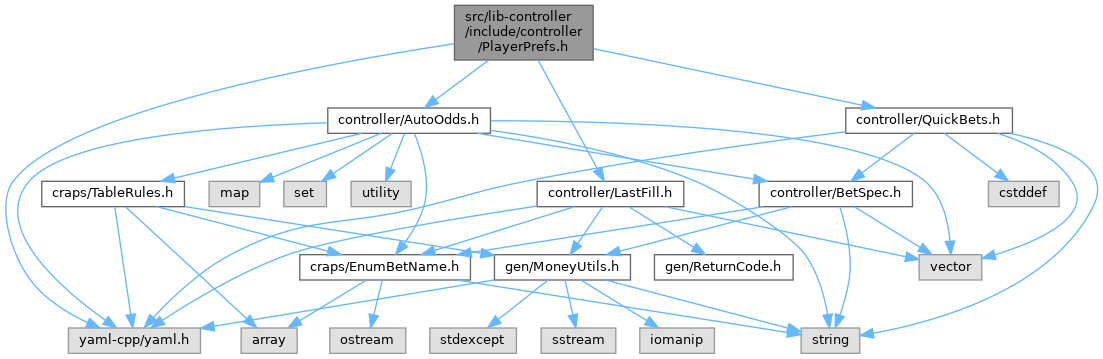 src/lib-controller
/include/controller
/PlayerPrefs.h
controller/AutoOdds.h
controller/QuickBets.h
craps/TableRules.h
map
set
utility
controller/LastFill.h
controller/BetSpec.h
cstddef
craps/EnumBetName.h
gen/MoneyUtils.h
gen/ReturnCode.h
vector
yaml-cpp/yaml.h
array
ostream
stdexcept
sstream
iomanip
string